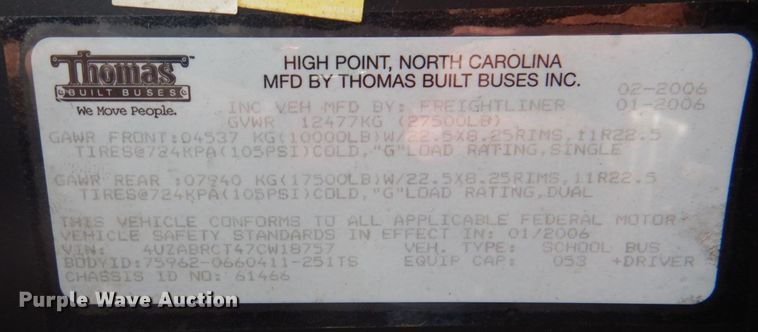 Thomas
BUILT BUSES
We Move People.
HIGH POINT, NORTH CAROLINA
MFD BY THOMAS BUILT BUSES INC.
02-2006
INC VEH MFD BY: FREIGHTLINER 01-2006
GVWR 12477KG (27500LB)
GAWR FRONT:04537 KG(10000LB)W/22.5X8.25RIMS,11R22.5
TIRES@724KPA(105PSI)COLD,"G"LOAD RATING,SINGLE
GAWR REAR :07940 KG(17500LB)W/22.5X8.25RIMS,11R22.5
TIRES@724KPA(105PSI)COLD,"G"LOAD RATING,DUAL
THIS VEHICLE CONFORMS TO ALL APPLICABLE FEDERAL MOTOR-
VEHICLE SAFETY STANDARDS IN EFFECT IN: 01/2006
VIN: 4UZABRCT47CW18757 VEH. TYPE: SCHOOL BUS
BODYID:75962-0660411-251TS EQUIP CAP: 053 +DRIVER
CHASSIS ID NO: 61466
Purple Wave Auction